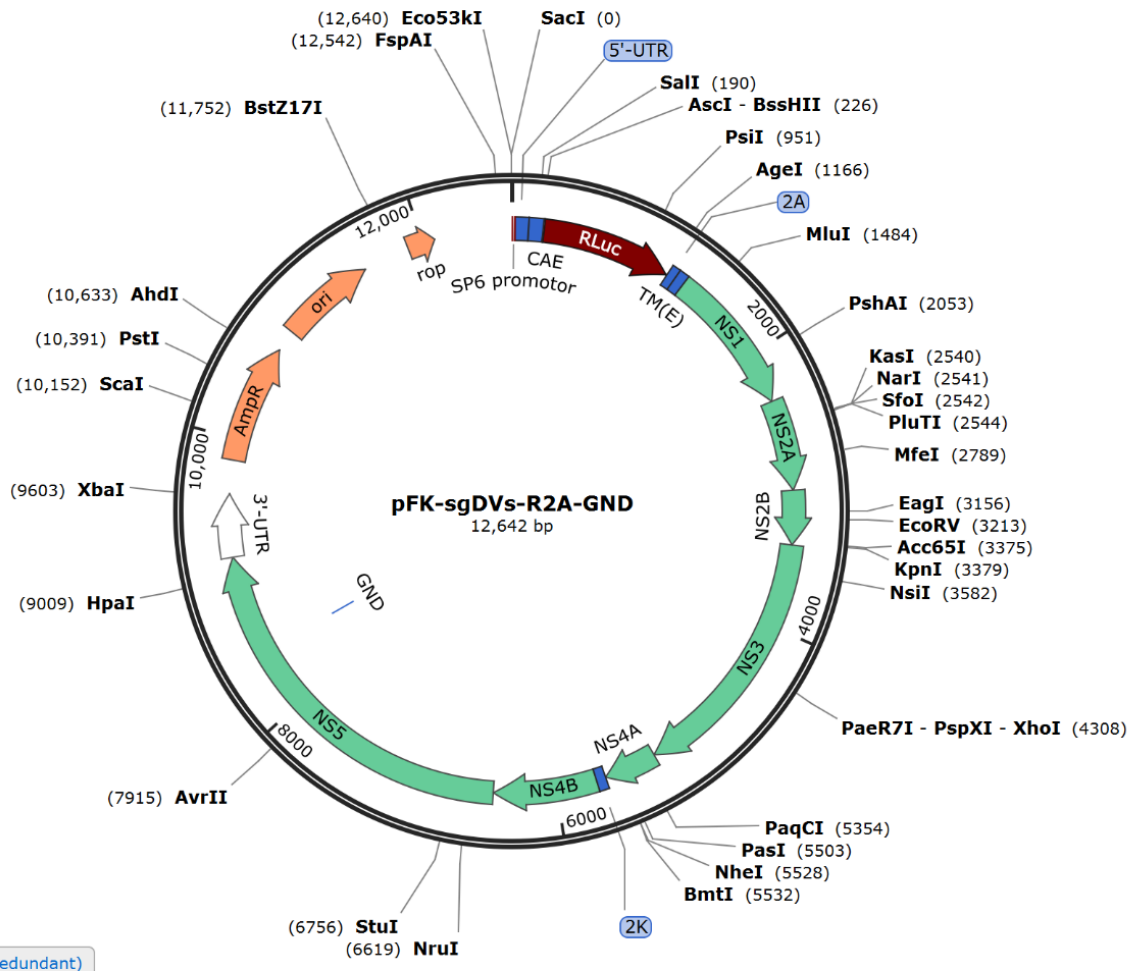 (12,640) Eco53kI
SacI (0)
(12,542) FspAI
5'-UTR
SalI (190)
AscI - BssHII (226)
(11,752) BstZ17I
PsiI (951)
AgeI (1166)
2A
MluI (1484)
12,000
rop
SP6 promotor
CAE
RLuc
TM(E)
ori
(10,633) AhdI
(10,391) PstI
(10,152) ScaI
AmpR
10,000
(9603) XbaI
3'-UTR
(9009) HpaI
GND
pFK-sgDVs-R2A-GND
12,642 bp
NS1
2000
PshAI (2053)
KasI (2540)
NarI (2541)
SfoI (2542)
PluTI (2544)
NS2A
MfeI (2789)
NS2B
EagI (3156)
EcoRV (3213)
Acc65I (3375)
KpnI (3379)
NsiI (3582)
4000
NS3
PaeR7I - PspXI - XhoI (4308)
NS4A
NS4B
NS5
8000
6000
(7915) AvrII
PaqCI (5354)
PasI (5503)
NheI (5528)
BmtI (5532)
2K
(6756) StuI
(6619) NruI
edundant)